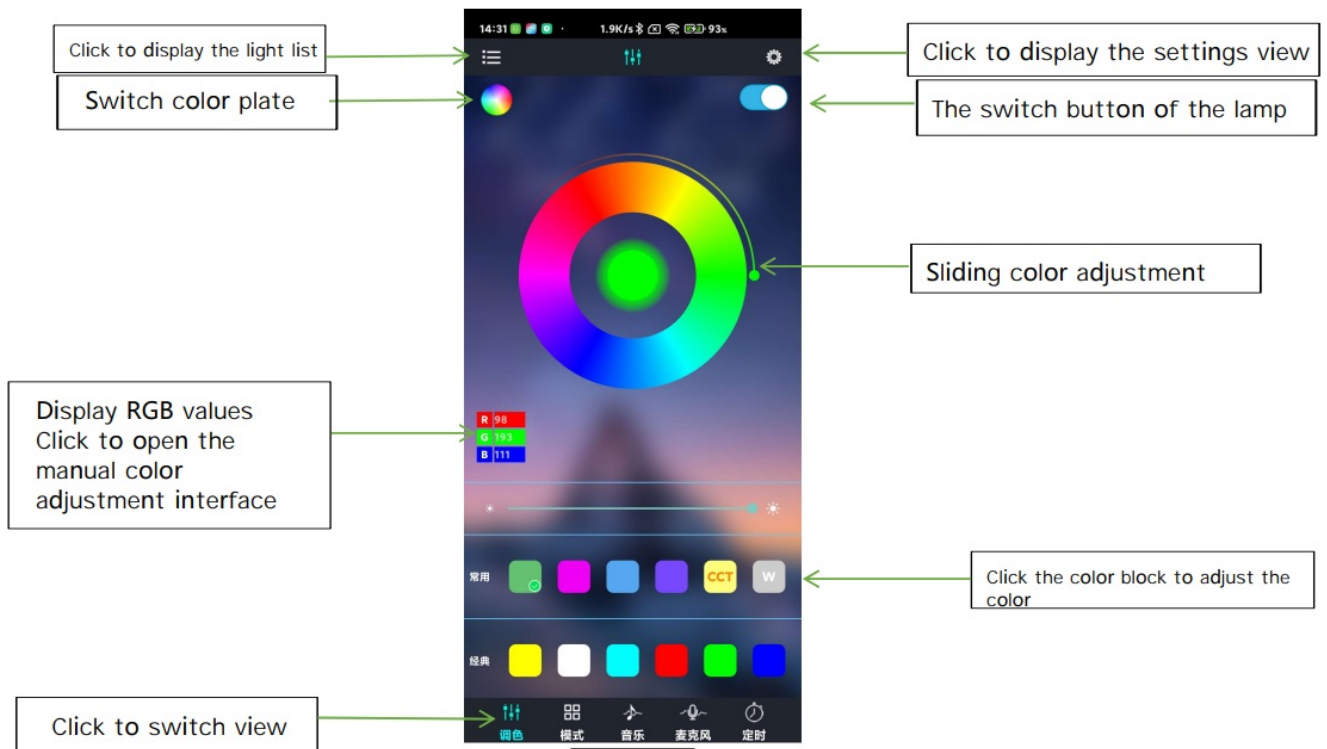 Click to display the light list
Switch color plate
Click to display the settings view
The switch button of the lamp
14:31 1.9K/s 93%
Sliding color adjustment
Display RGB values
Click to open the
manual color
adjustment interface
R 98
G 193
B 111
常用 CCT W
Click the color block to adjust the
color
经典
Click to switch view
调色 模式 音乐 麦克风 定时